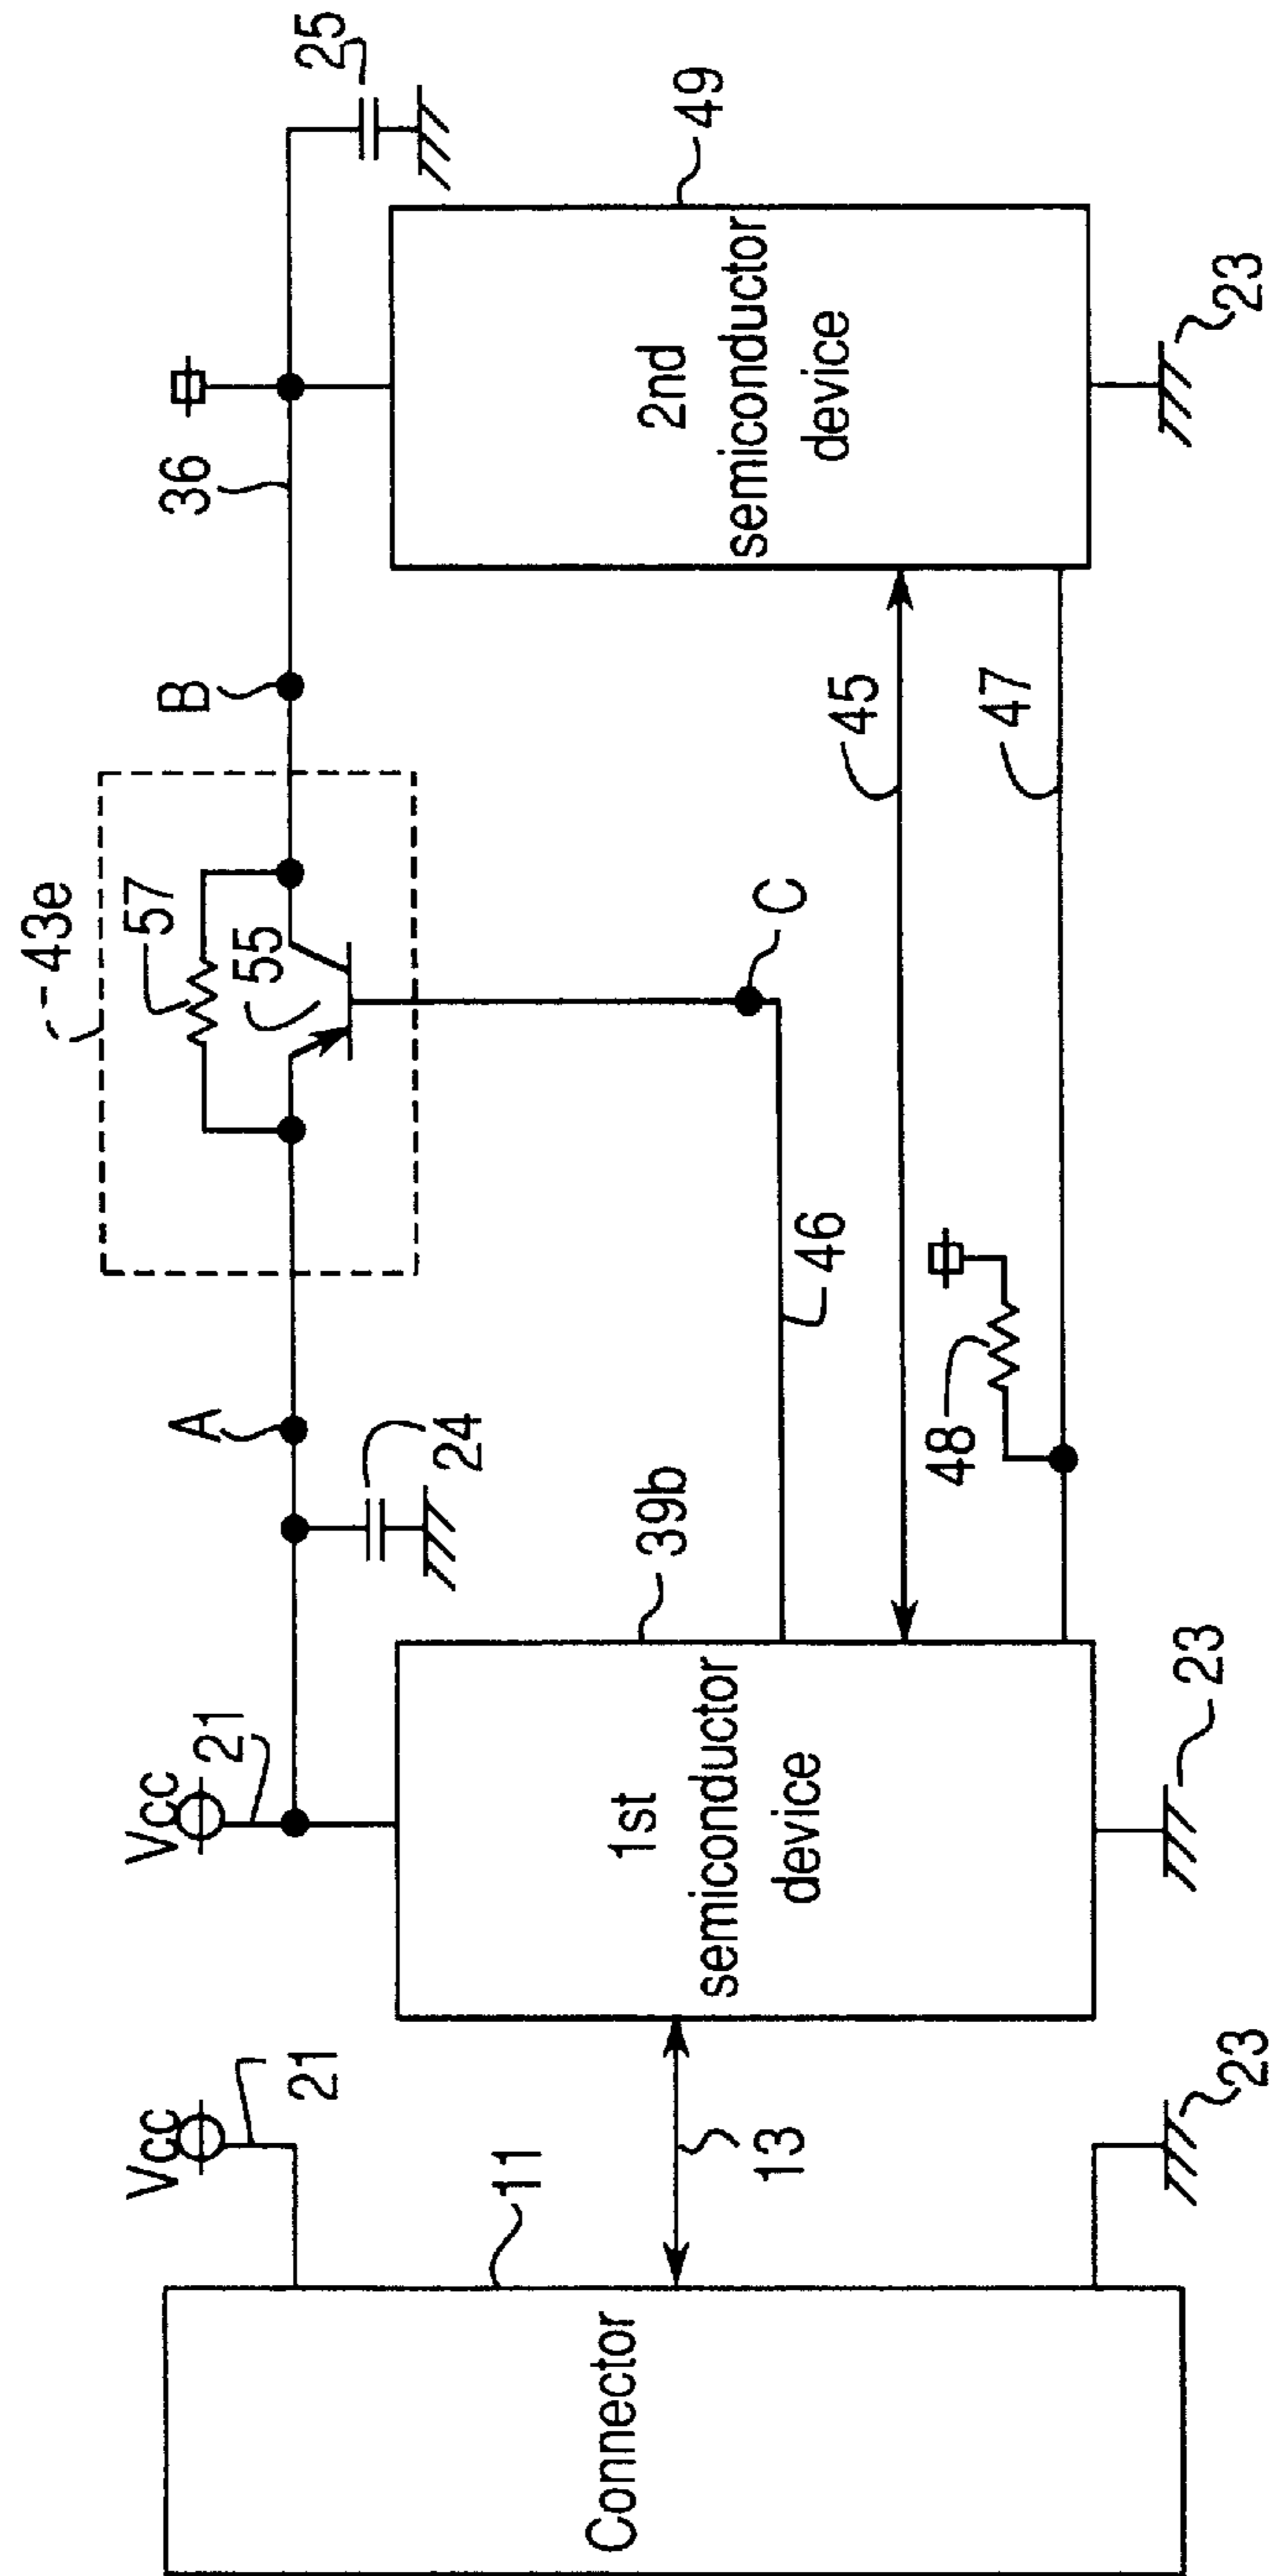 43e
57
55
A
B
36
25
24
VCC
21
VCC
21
11
Connector
13
1st
semiconductor
device
39b
C
46
45
48
47
2nd
semiconductor
device
49
23
23
23